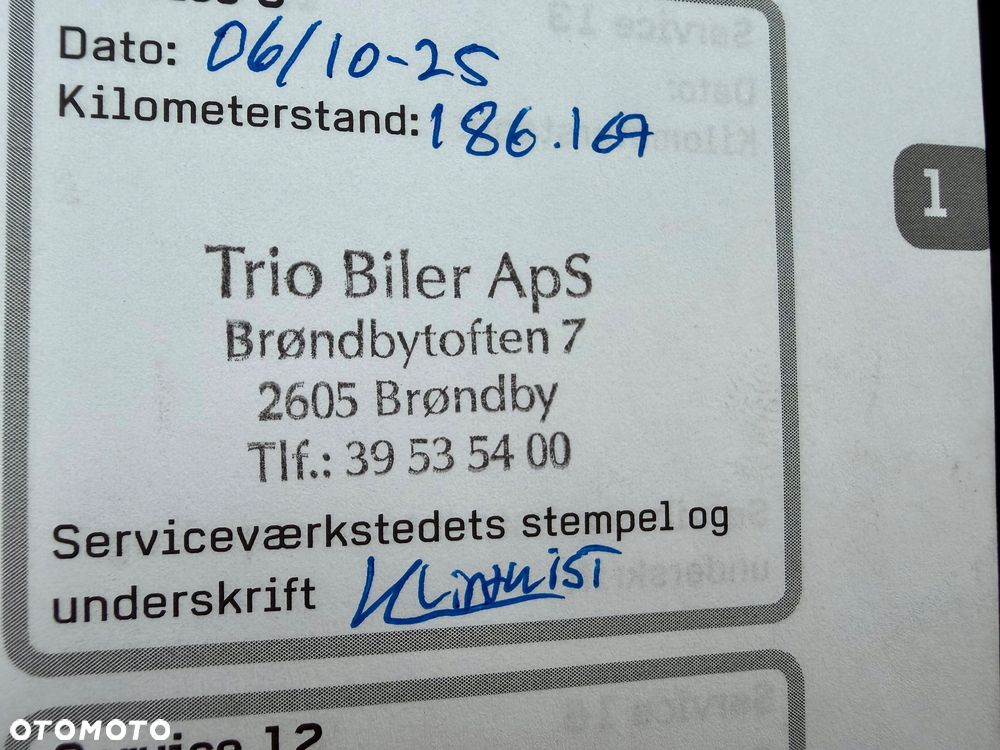 Dato: 06/10-25
Kilometerstand: 186.167
1
Trio Biler ApS
Brøndbytoften 7
2605 Brøndby
Tlf.: 39 53 54 00
Serviceværkstedets stempel og
underskrift
Service 12
OTOMOTO